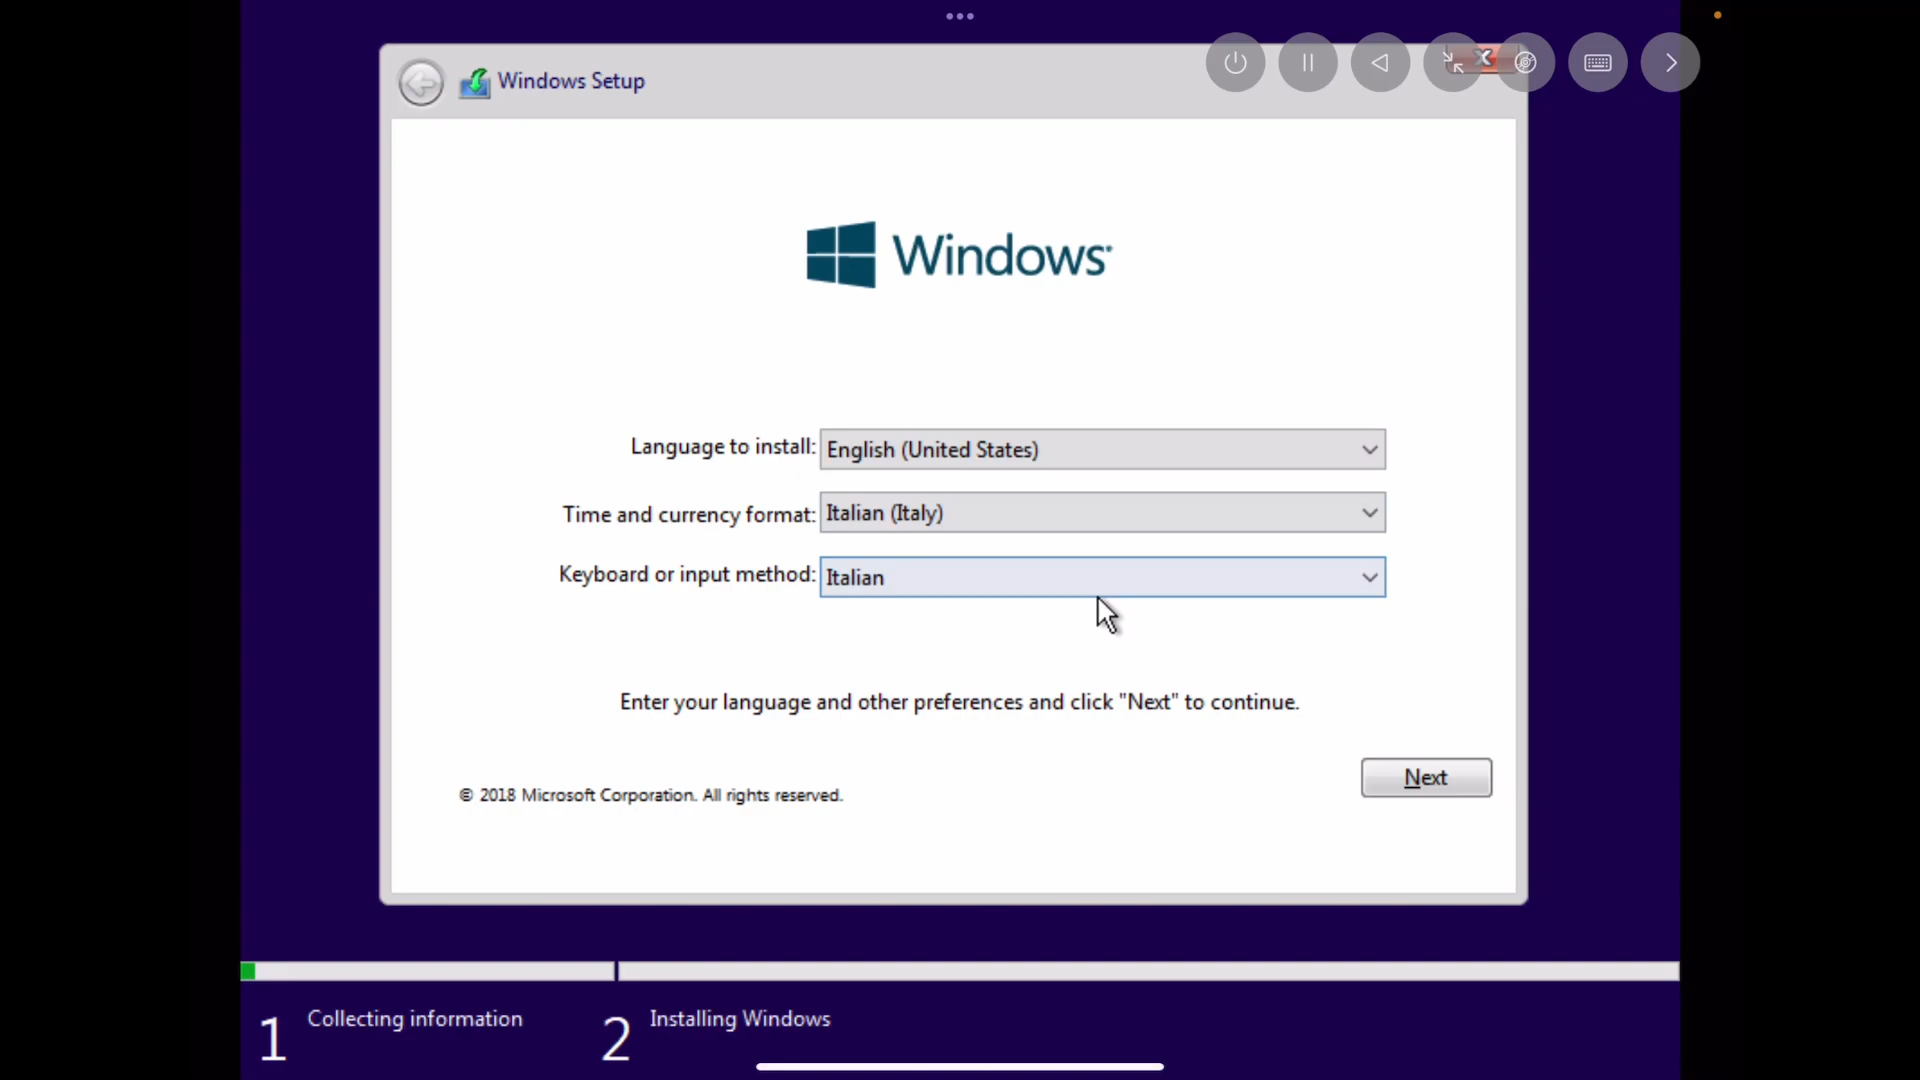 Windows Setup
Windows
Language to install: English (United States)
Time and currency format: Italian (Italy)
Keyboard or input method: Italian
Enter your language and other preferences and click "Next" to continue.
Next
© 2018 Microsoft Corporation. All rights reserved.
1 Collecting information 2 Installing Windows